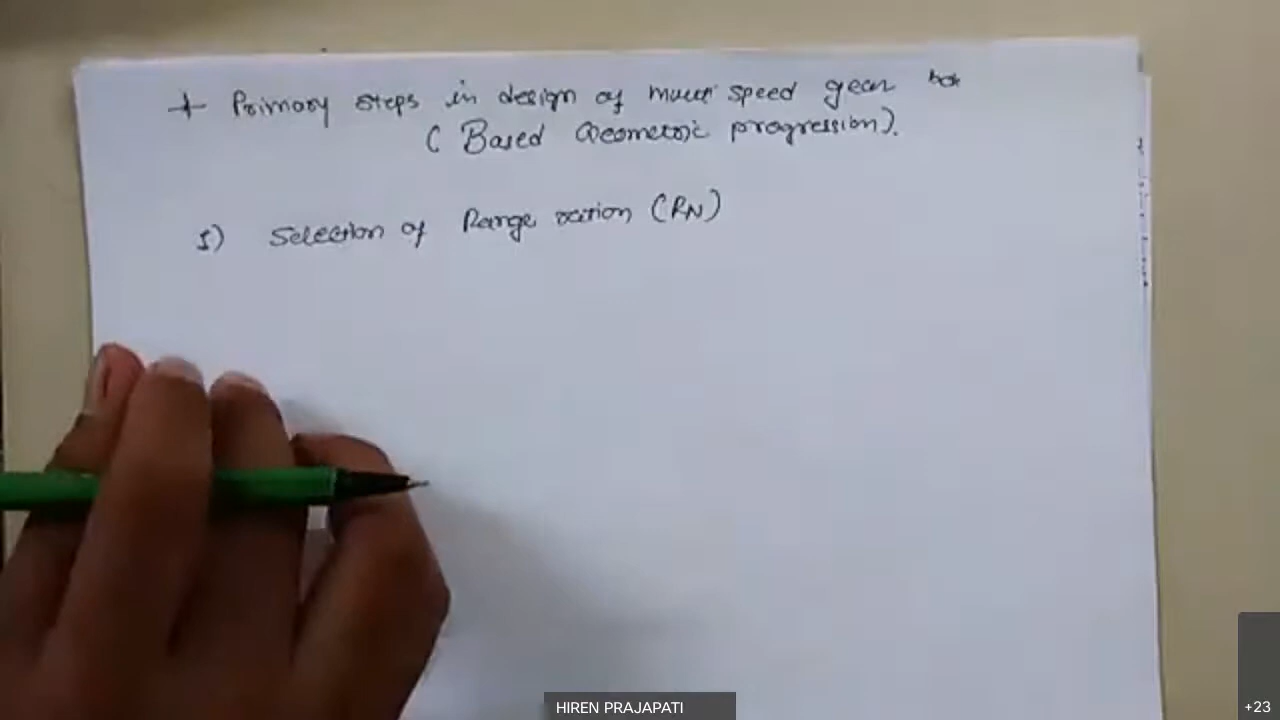 + Primary steps in design of multi speed gear box
( Based Geometric progression).
1) Selection of Range ration (RN)
HIREN PRAJAPATI
+23